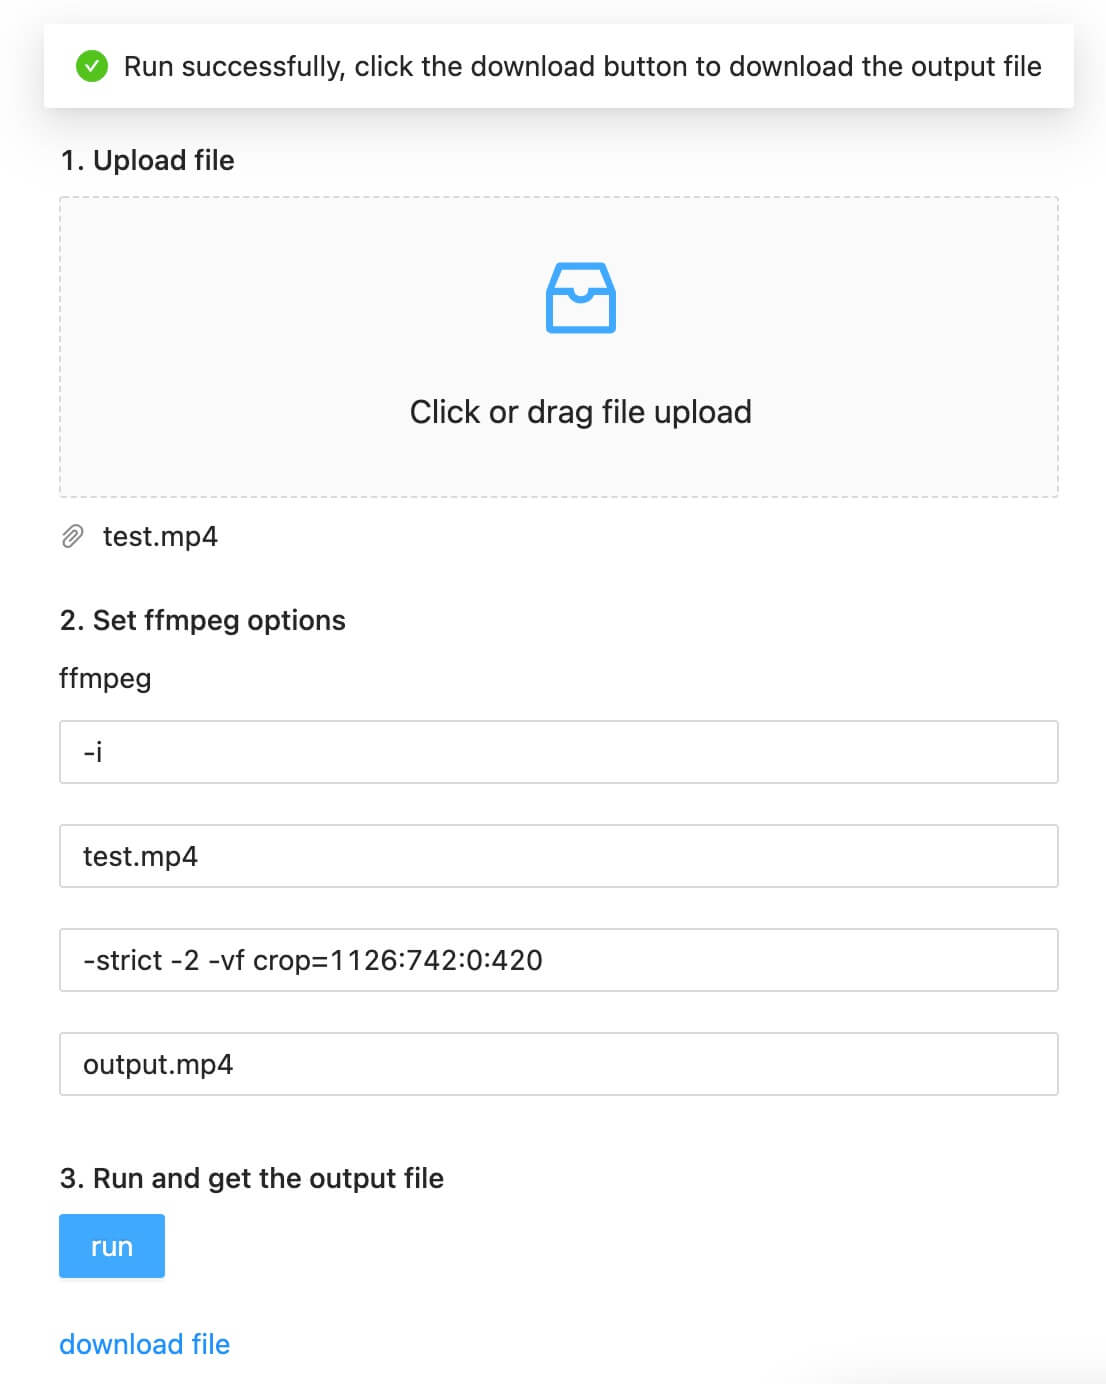 Run successfully, click the download button to download the output file
1. Upload file
Click or drag file upload
test.mp4
2. Set ffmpeg options
ffmpeg
-i
test.mp4
-strict -2 -vf crop=1126:742:0:420
output.mp4
3. Run and get the output file
run
download file